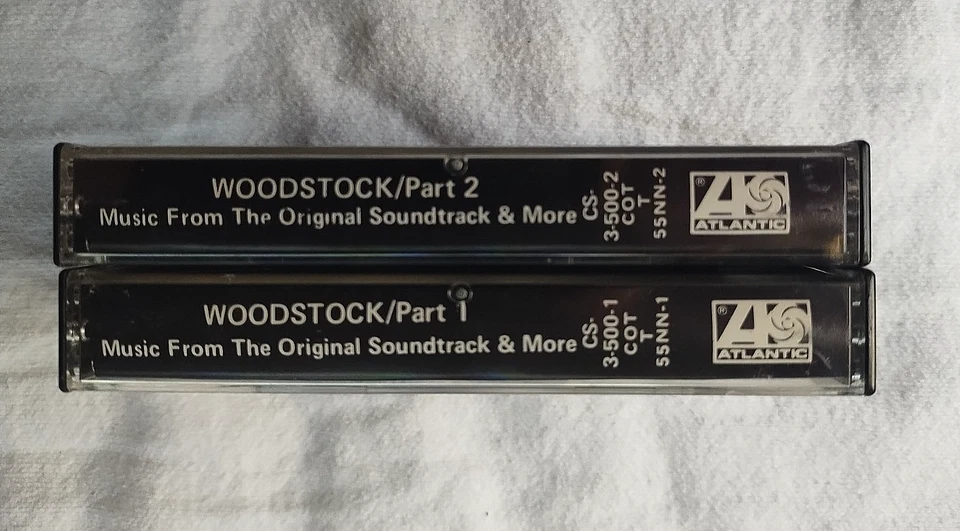 WOODSTOCK/Part 2
Music From The Original Soundtrack & More
CS-
3-500-2
COT
T
55NN-2
®
ATLANTIC
WOODSTOCK/Part 1
Music From The Original Soundtrack & More
CS-
3-500-1
COT
T
55NN-1
®
ATLANTIC